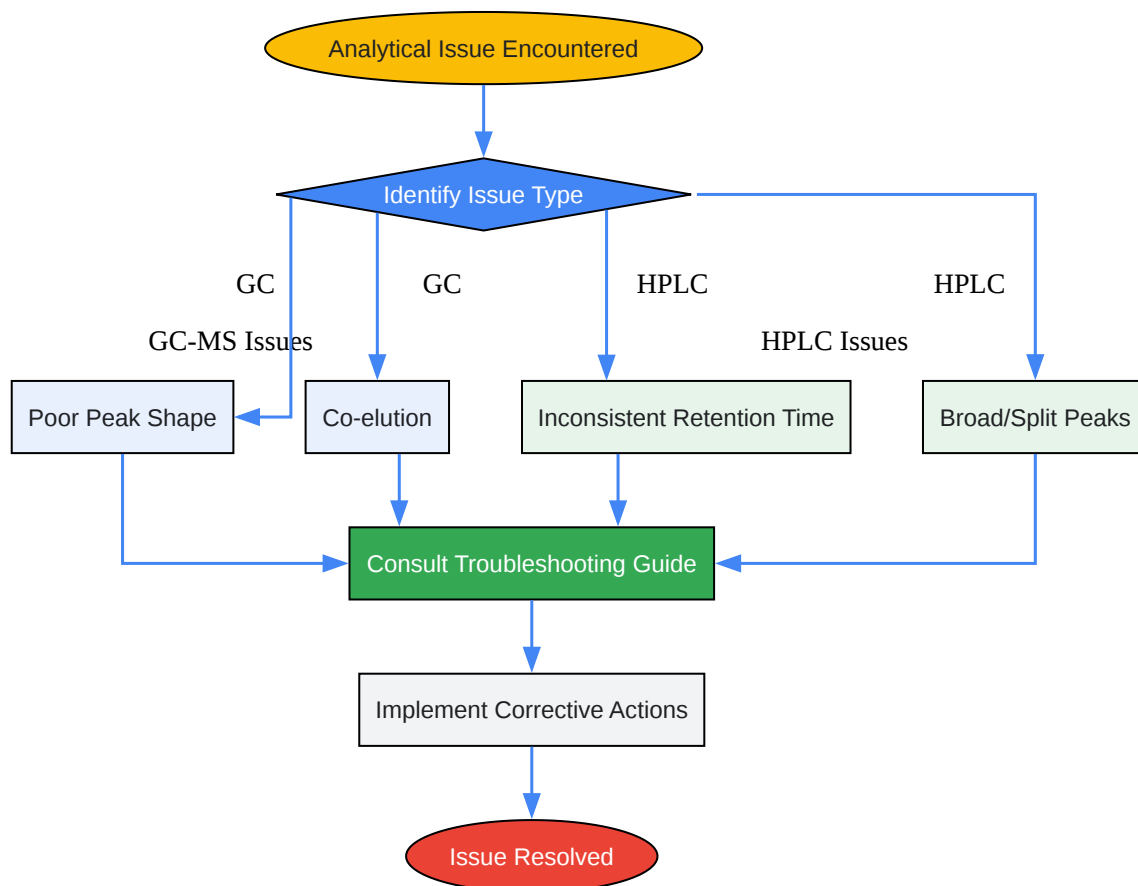 Analytical Issue Encountered
Identify Issue Type
GC
GC
HPLC
HPLC
GC-MS Issues
HPLC Issues
Poor Peak Shape
Co-elution
Inconsistent Retention Time
Broad/Split Peaks
Consult Troubleshooting Guide
Implement Corrective Actions
Issue Resolved